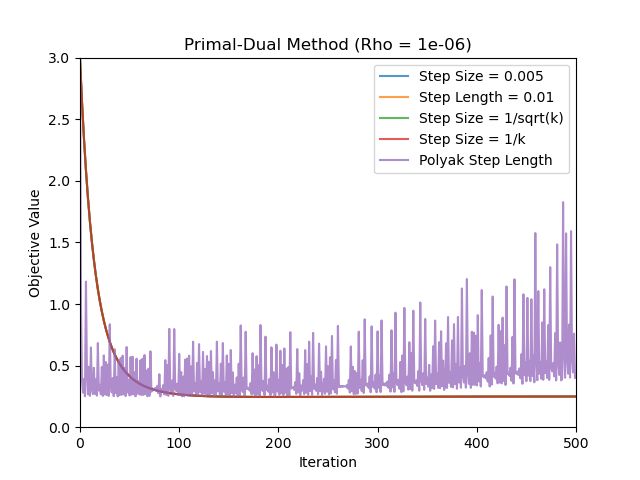 Primal-Dual Method (Rho = 1e-06)
Step Size = 0.005
Step Length = 0.01
Step Size = 1/sqrt(k)
Step Size = 1/k
Polyak Step Length
Objective Value
3.0
2.5
2.0
1.5
1.0
0.5
0.0
0 100 200 300 400 500
Iteration